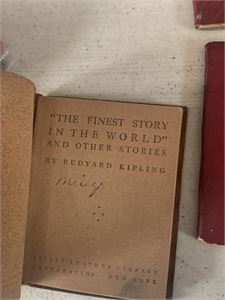 "THE FINEST STORY
IN THE WORLD"
AND OTHER STORIES
BY RUDYARD KIPLING
LITTLE LEATHER LIBRARY
CORPORATION NEW YORK